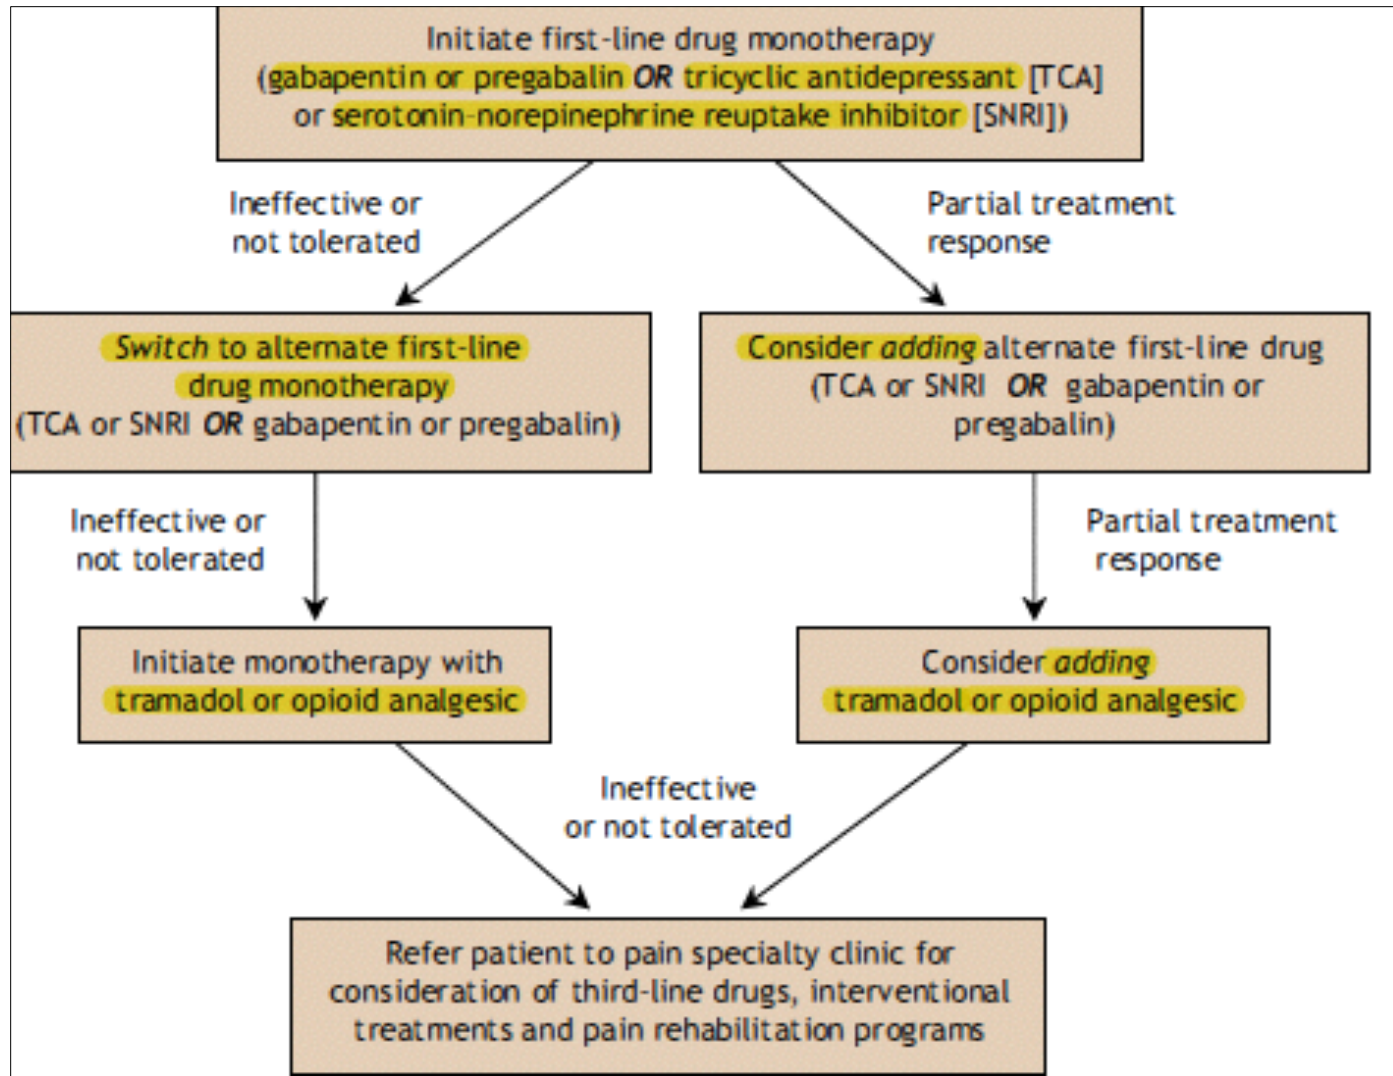 Initiate first-line drug monotherapy
(gabapentin or pregabalin OR tricyclic antidepressant [TCA]
or serotonin-norepinephrine reuptake inhibitor [SNRI])
Ineffective or
not tolerated
Partial treatment
response
Switch to alternate first-line
drug monotherapy
(TCA or SNRI OR gabapentin or pregabalin)
Consider adding alternate first-line drug
(TCA or SNRI OR gabapentin or
pregabalin)
Ineffective or
not tolerated
Partial treatment
response
Initiate monotherapy with
tramadol or opioid analgesic
Consider adding
tramadol or opioid analgesic
Ineffective
or not tolerated
Refer patient to pain specialty clinic for
consideration of third-line drugs, interventional
treatments and pain rehabilitation programs